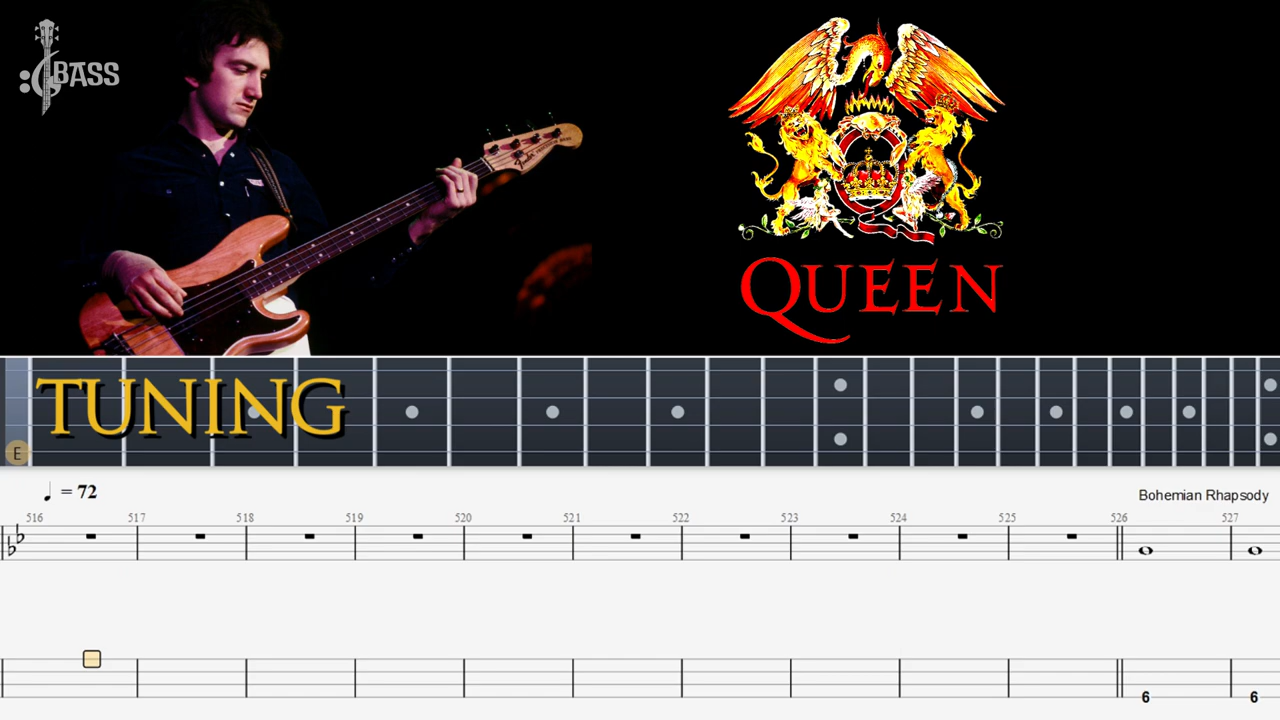 BASS
Fender
QUEEN
TUNING
E
= 72
Bohemian Rhapsody
516 517 518 519 520 521 522 523 524 525 526 527
6 6